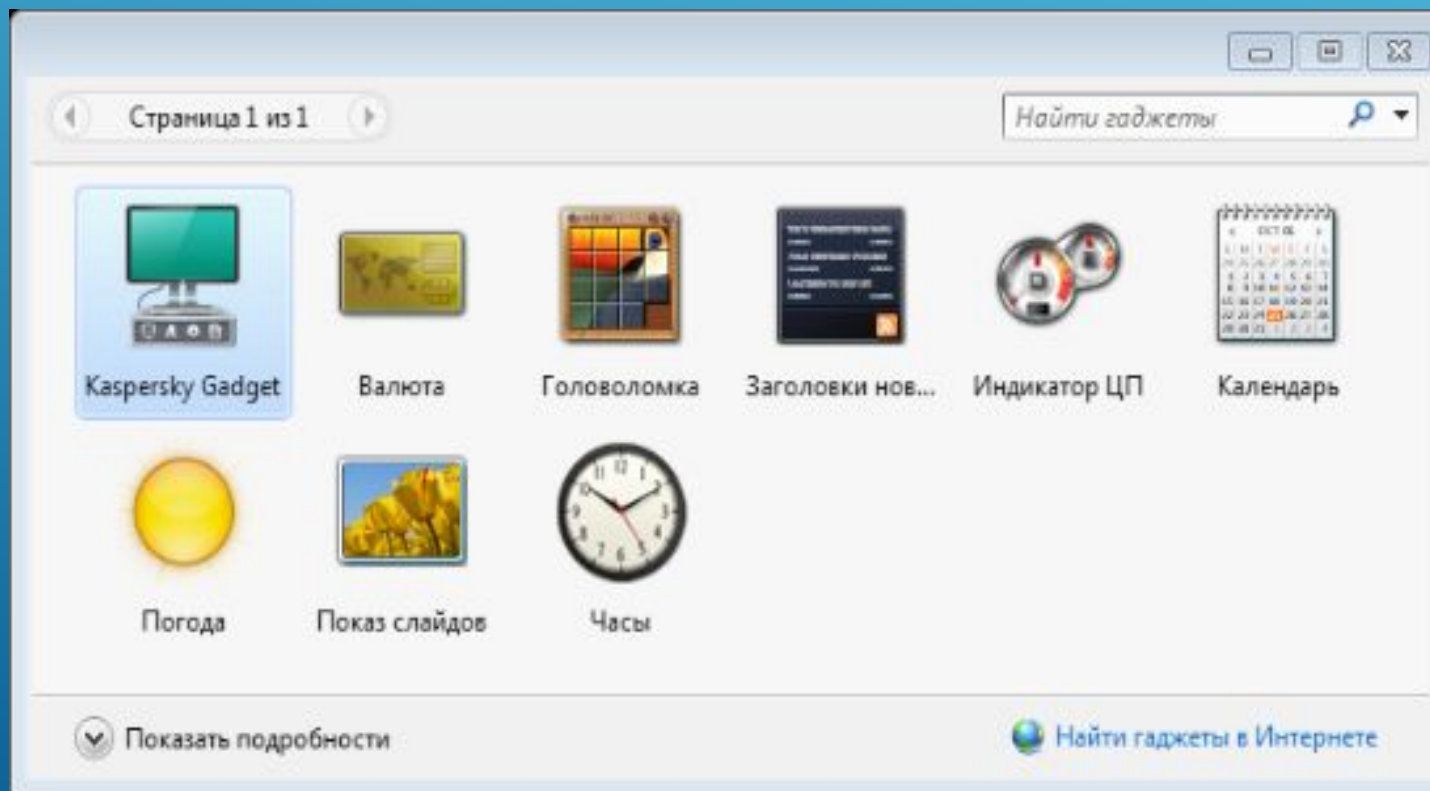 Страница 1 из 1
Найти гаджеты
Kaspersky Gadget
Валюта
Головоломка
Заголовки нов...
Индикатор ЦП
Календарь
Погода
Показ слайдов
Часы
Показать подробности
Найти гаджеты в Интернете